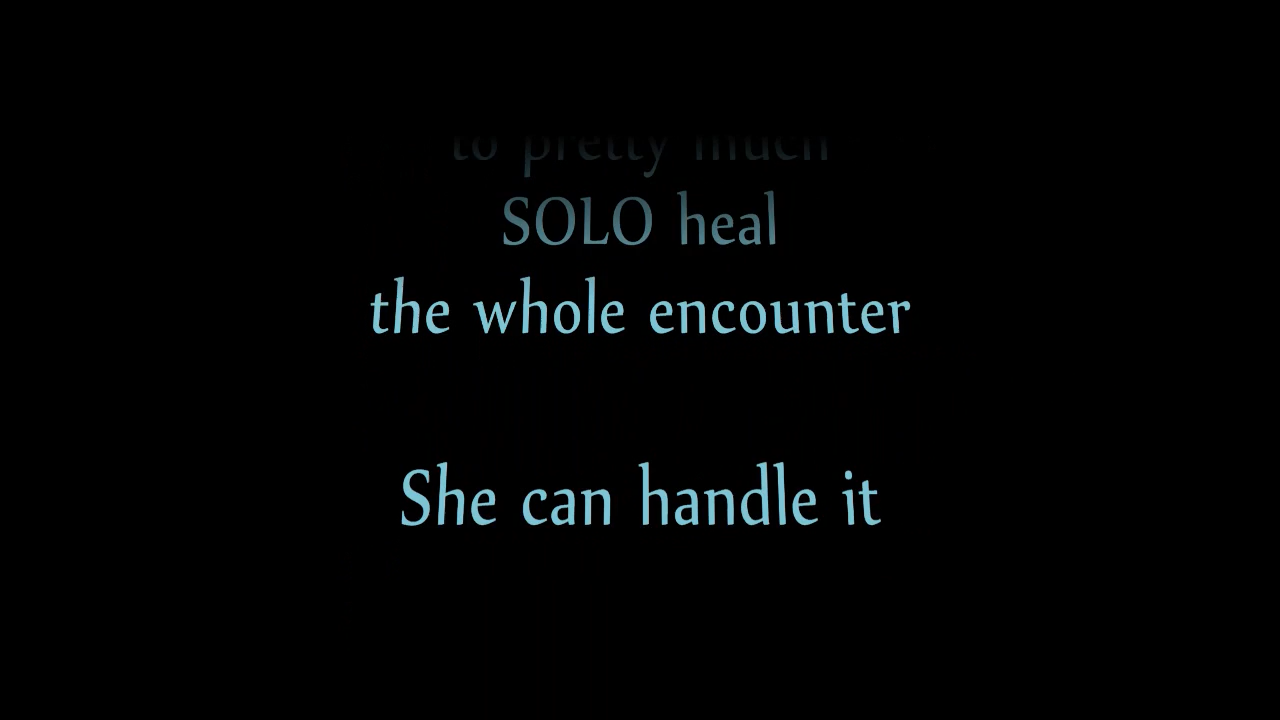 to pretty much
SOLO heal
the whole encounter
She can handle it